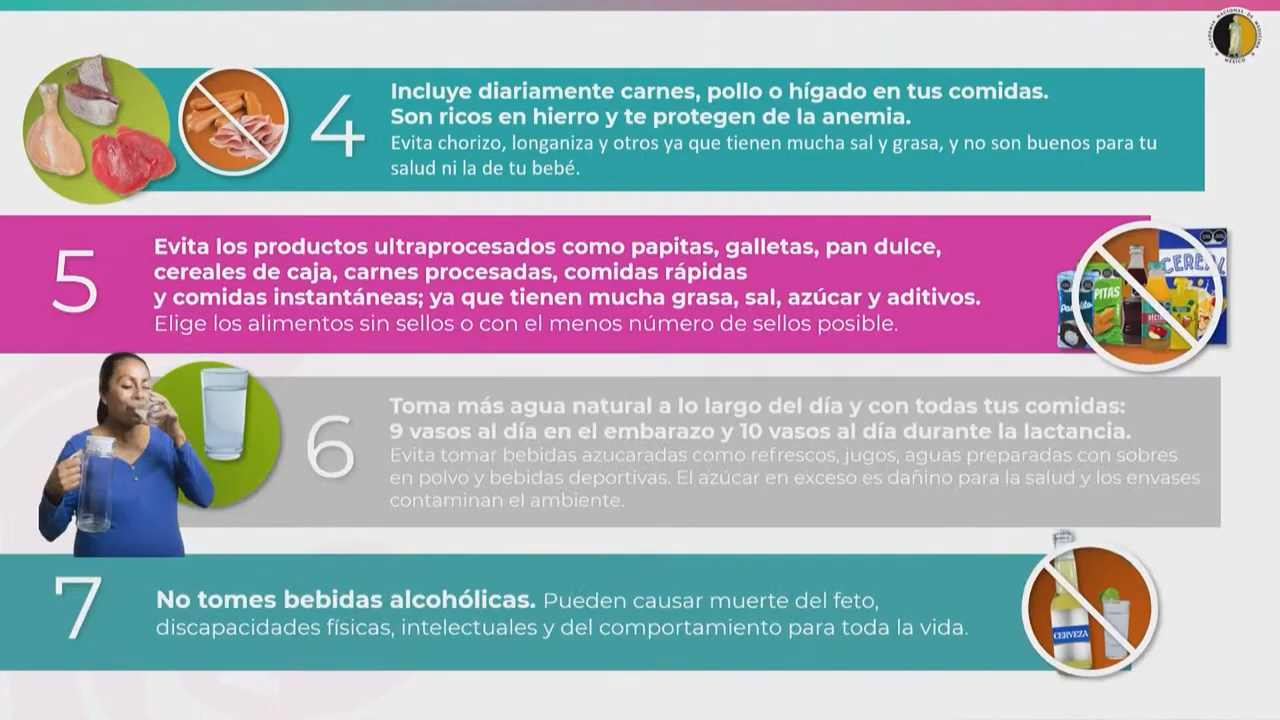 ACADEMIA NACIONAL DE MEDICINA
MÉXICO
4
Incluye diariamente carnes, pollo o hígado en tus comidas.
Son ricos en hierro y te protegen de la anemia.
Evita chorizo, longaniza y otros ya que tienen mucha sal y grasa, y no son buenos para tu
salud ni la de tu bebé.
5
Evita los productos ultraprocesados como papitas, galletas, pan dulce,
cereales de caja, carnes procesadas, comidas rápidas
y comidas instantáneas; ya que tienen mucha grasa, sal, azúcar y aditivos.
Elige los alimentos sin sellos o con el menos número de sellos posible.
CEREAL
PITAS
6
Toma más agua natural a lo largo del día y con todas tus comidas:
9 vasos al día en el embarazo y 10 vasos al día durante la lactancia.
Evita tomar bebidas azucaradas como refrescos, jugos, aguas preparadas con sobres
en polvo y bebidas deportivas. El azúcar en exceso es dañino para la salud y los envases
contaminan el ambiente.
7
No tomes bebidas alcohólicas. Pueden causar muerte del feto,
discapacidades físicas, intelectuales y del comportamiento para toda la vida.
CERVEZA